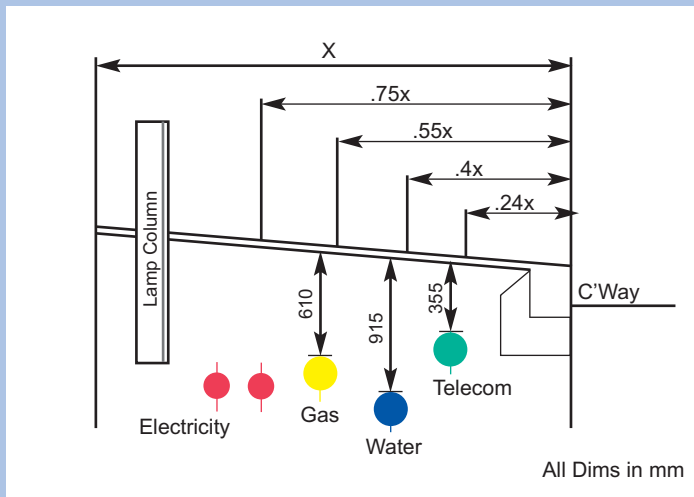 X
.75x
.55x
.4x
.24x
Lamp Column
610
915
355
C'Way
Telecom
Gas
Electricity
Water
All Dims in mm